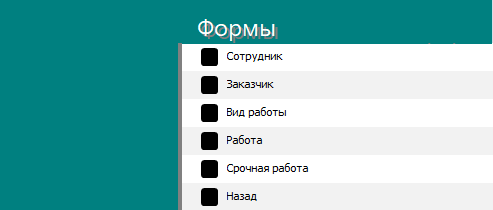 Формы
Сотрудник
Заказчик
Вид работы
Работа
Срочная работа
Назад